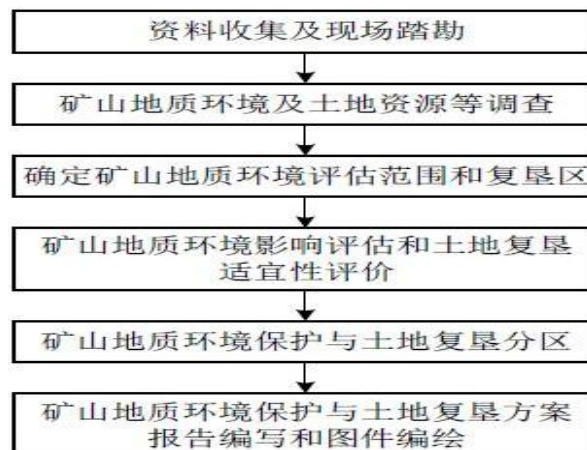 资料收集及现场踏勘
矿山地质环境及土地资源等调查
确定矿山地质环境评估范围和复垦区
矿山地质环境影响评估和土地复垦
适宜性评价
矿山地质环境保护与土地复垦分区
矿山地质环境保护与土地复垦方案
报告编写和图件编绘